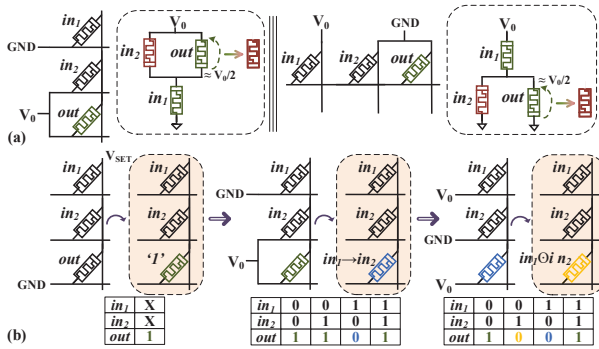 in₁
GND
in₂
V₀
out
(a)
V₀
in₂
out
≈ V₀/2
in₁
V₀
GND
in₁
in₂
out
V₀
in₁
≈ V₀/2
in₂
out
V_SET
in₁
in₂
out
GND
in₁
in₂
'1'
in₁
GND
in₂
V₀
in₁
in₂
in₁→in₂
in₁
V₀
in₂
GND
V₀
in₁
in₂
in₁⊙i n₂
(b)
in₁ X
in₂ X
out 1
in₁ 0 0 1 1
in₂ 0 1 0 1
out 1 1 0 1
in₁ 0 0 1 1
in₂ 0 1 0 1
out 1 0 0 1